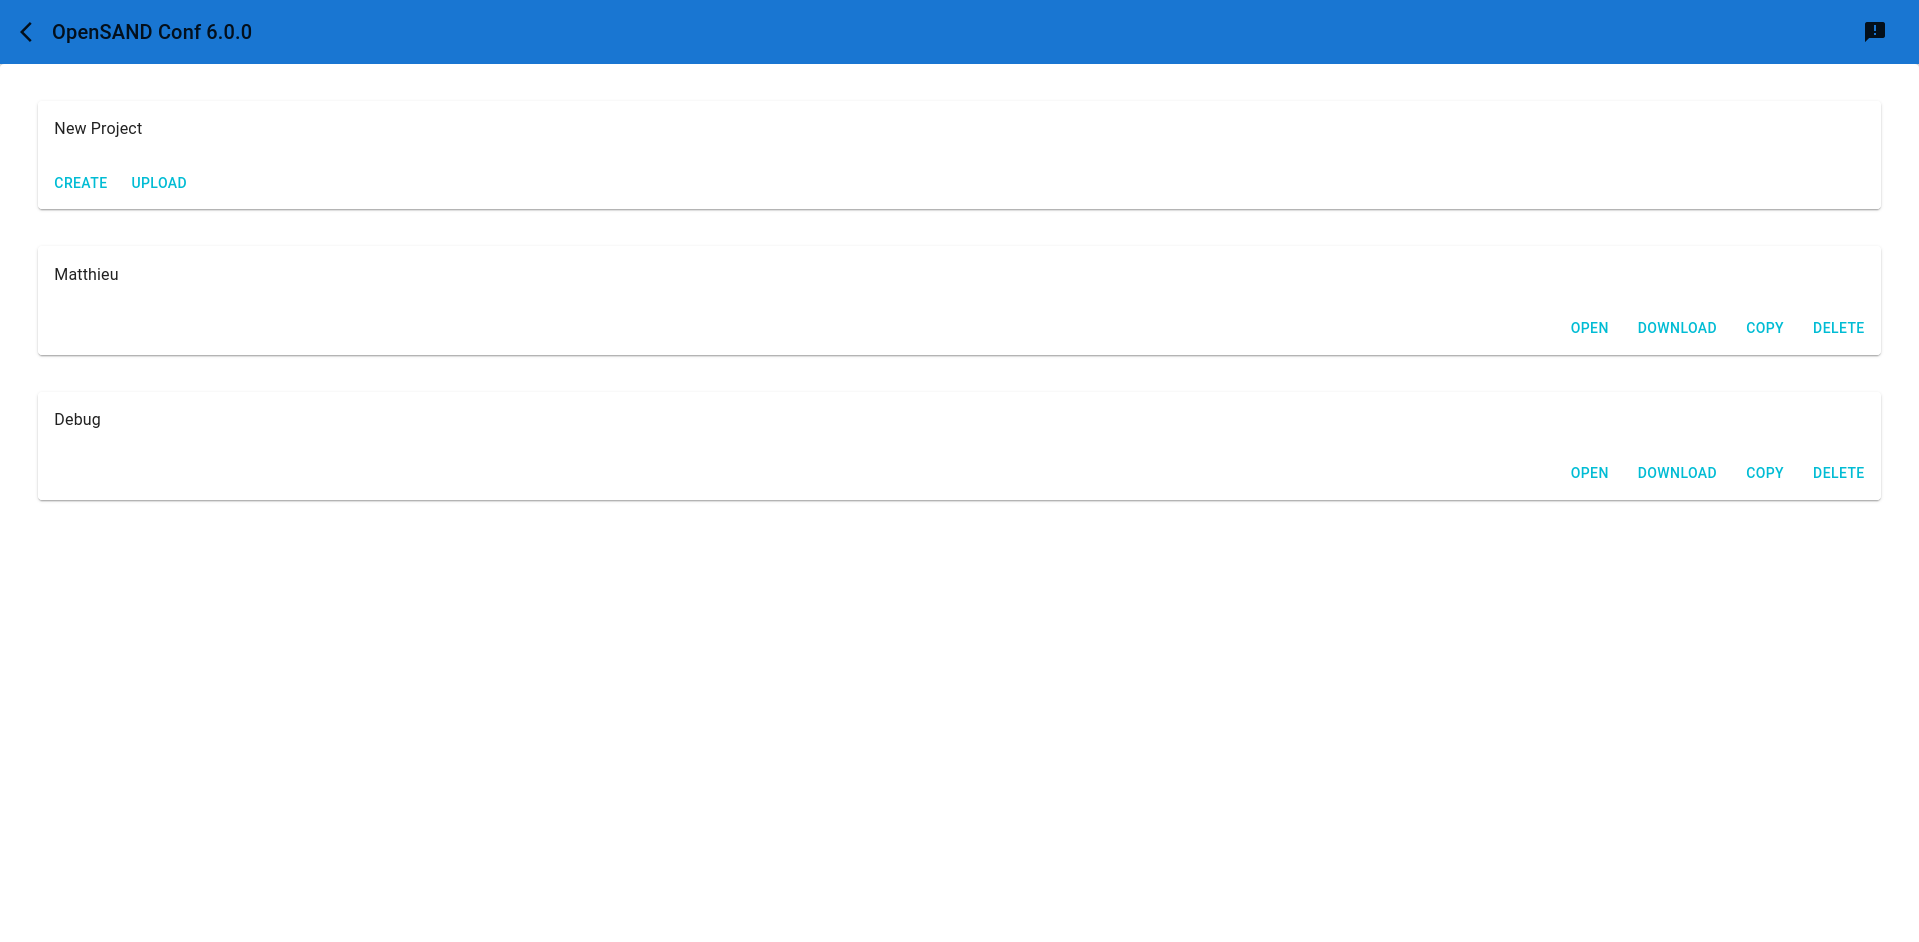 OpenSAND Conf 6.0.0
New Project
CREATE UPLOAD
Matthieu
OPEN DOWNLOAD COPY DELETE
Debug
OPEN DOWNLOAD COPY DELETE